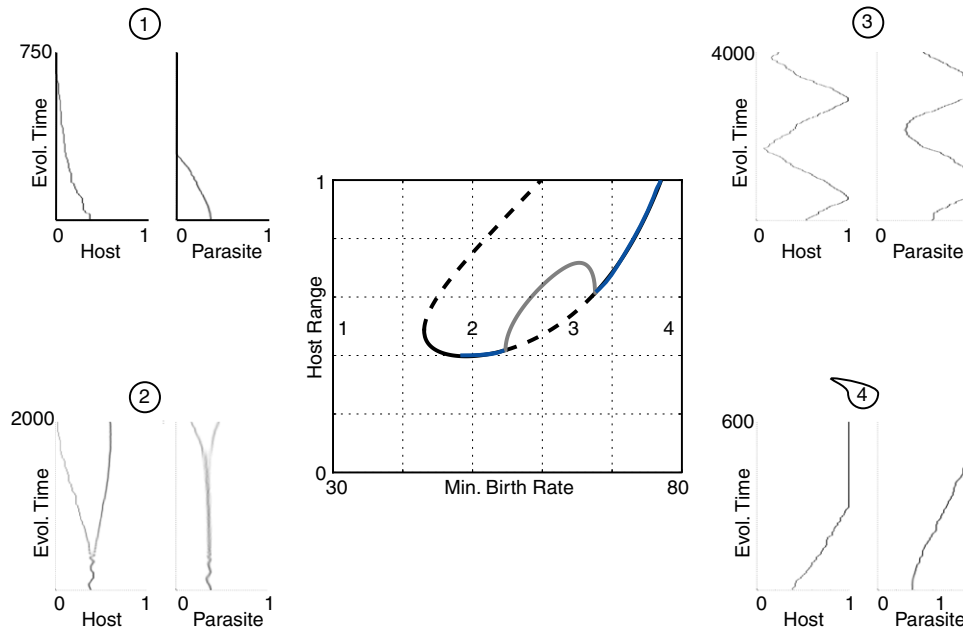 1
750
Evol. Time
0 1 0 1
Host Parasite
3
4000
Evol. Time
0 1 0
Host Parasite
1
Host Range
1 2 3 4
0
30 80
Min. Birth Rate
2
2000
Evol. Time
0 1 0 1
Host Parasite
4
600
Evol. Time
0 1 0 1
Host Parasite